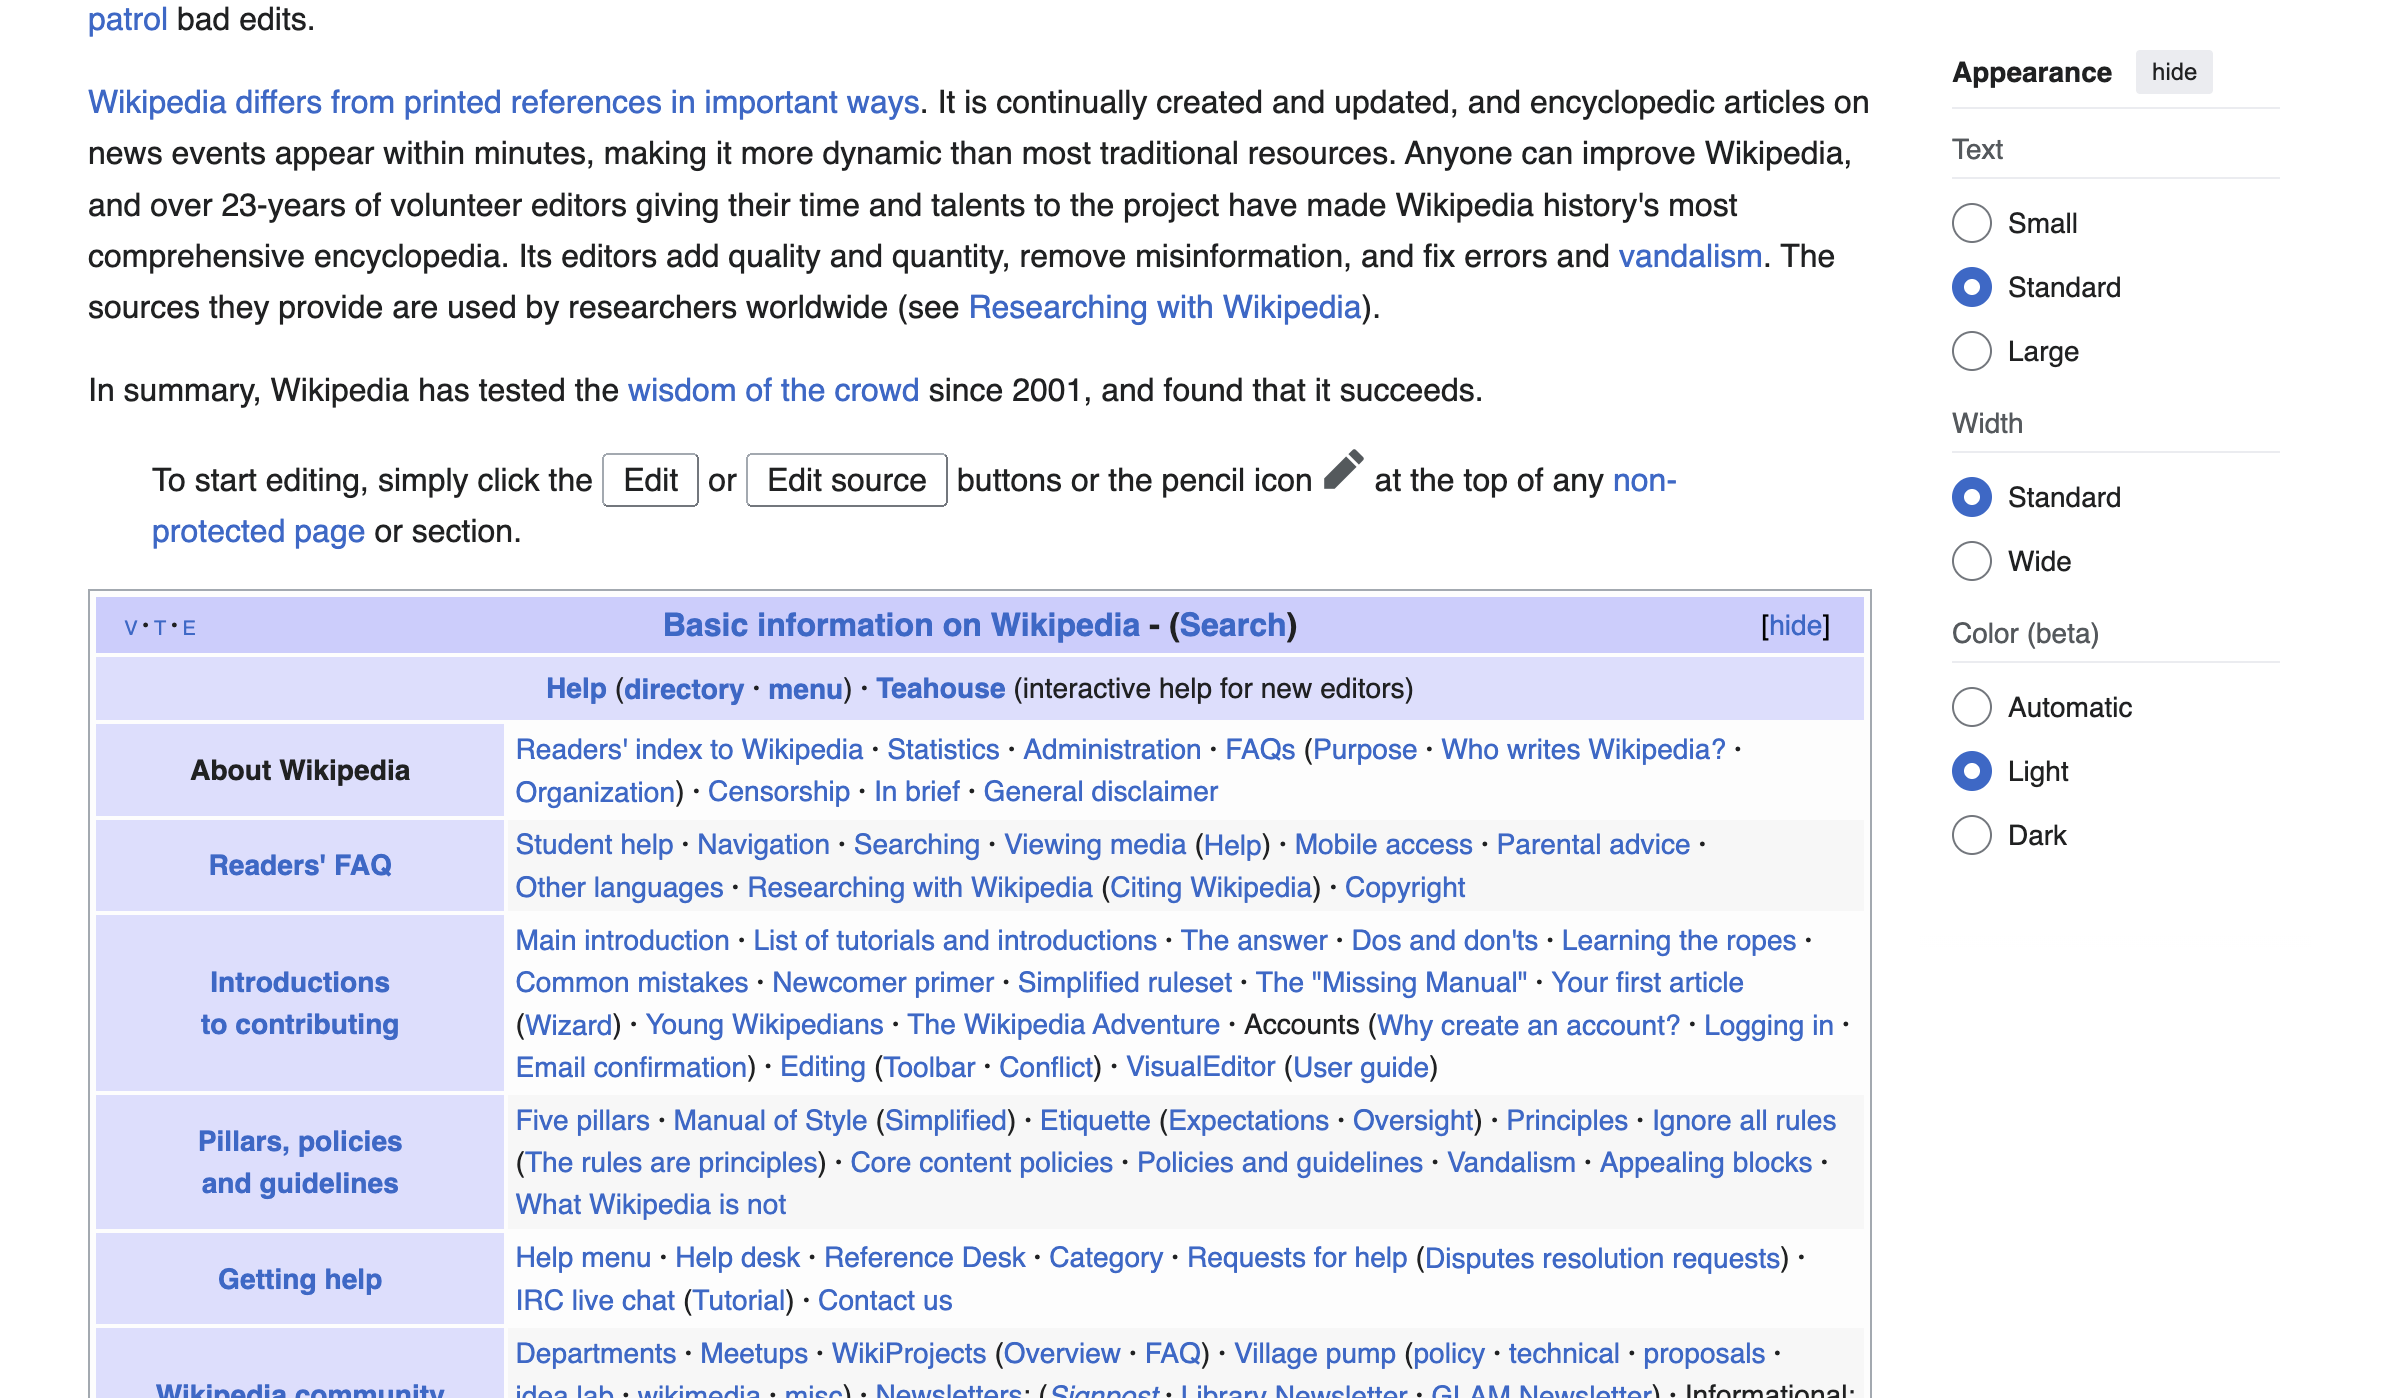 patrol bad edits.
Wikipedia differs from printed references in important ways. It is continually created and updated, and encyclopedic articles on
news events appear within minutes, making it more dynamic than most traditional resources. Anyone can improve Wikipedia,
and over 23-years of volunteer editors giving their time and talents to the project have made Wikipedia history's most
comprehensive encyclopedia. Its editors add quality and quantity, remove misinformation, and fix errors and vandalism. The
sources they provide are used by researchers worldwide (see Researching with Wikipedia).
In summary, Wikipedia has tested the wisdom of the crowd since 2001, and found that it succeeds.
To start editing, simply click the Edit or Edit source buttons or the pencil icon at the top of any non-
protected page or section.
V • T • E
Basic information on Wikipedia - (Search)
[hide]
Help (directory · menu) · Teahouse (interactive help for new editors)
About Wikipedia
Readers' index to Wikipedia · Statistics · Administration · FAQs (Purpose · Who writes Wikipedia? ·
Organization) · Censorship · In brief · General disclaimer
Readers' FAQ
Student help · Navigation · Searching · Viewing media (Help) · Mobile access · Parental advice ·
Other languages · Researching with Wikipedia (Citing Wikipedia) · Copyright
Introductions
to contributing
Main introduction · List of tutorials and introductions · The answer · Dos and don'ts · Learning the ropes ·
Common mistakes · Newcomer primer · Simplified ruleset · The "Missing Manual" · Your first article
(Wizard) · Young Wikipedians · The Wikipedia Adventure · Accounts (Why create an account? · Logging in ·
Email confirmation) · Editing (Toolbar · Conflict) · VisualEditor (User guide)
Pillars, policies
and guidelines
Five pillars · Manual of Style (Simplified) · Etiquette (Expectations · Oversight) · Principles · Ignore all rules
(The rules are principles) · Core content policies · Policies and guidelines · Vandalism · Appealing blocks ·
What Wikipedia is not
Getting help
Help menu · Help desk · Reference Desk · Category · Requests for help (Disputes resolution requests) ·
IRC live chat (Tutorial) · Contact us
Wikipedia community
Departments · Meetups · WikiProjects (Overview · FAQ) · Village pump (policy · technical · proposals ·
idea lab · wikimedia · misc) · Newsletters: (Signpost · Library Newsletter · GLAM Newsletter) · Informational:
Appearance hide
Text
Small
Standard
Large
Width
Standard
Wide
Color (beta)
Automatic
Light
Dark